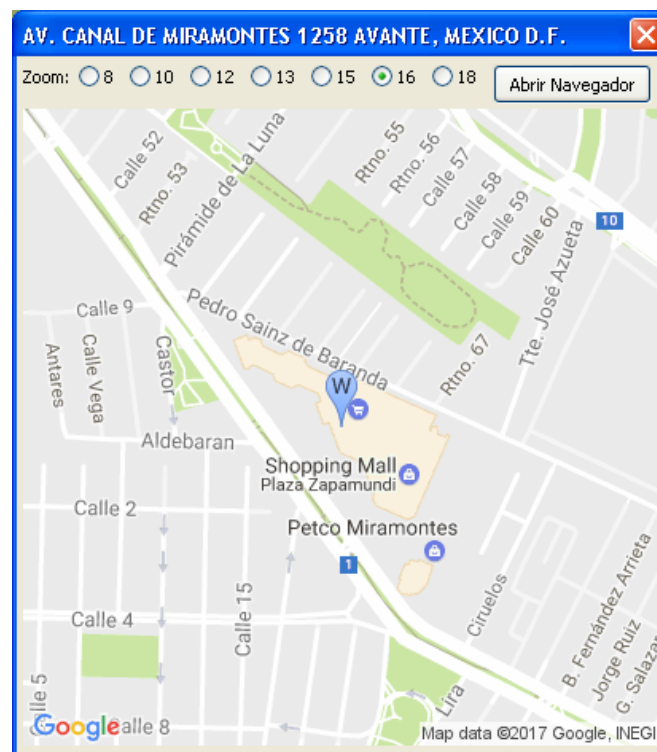 AV. CANAL DE MIRAMONTES 1258 AVANTE, MEXICO D.F.
Zoom: 8 10 12 13 15 16 18 Abrir Navegador
Calle 52
Rtno. 53
Pirámide de La Luna
Rtno. 55
Rtno. 56
Calle 57
Calle 58
Calle 59
Calle 60
10
Tte. José Azueta
Calle 9
Pedro Sainz de Baranda
Antares
Calle Vega
Castor
Rtno. 67
W
Aldebaran
Shopping Mall
Plaza Zapamundi
Calle 2
Petco Miramontes
1
Calle 15
Calle 4
Ciruelos
B. Fernández Arrieta
Jorge Ruiz
G. Salazar
Calle 5
Lira
Google
alle 8
Map data ©2017 Google, INEGI